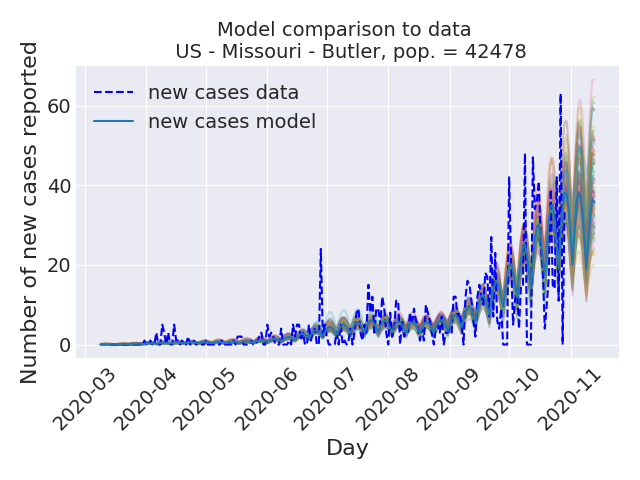 Model comparison to data
US - Missouri - Butler, pop. = 42478
Number of new cases reported
60
40
20
0
new cases data
new cases model
2020-03
2020-04
2020-05
2020-06
2020-07
2020-08
2020-09
2020-10
2020-11
Day